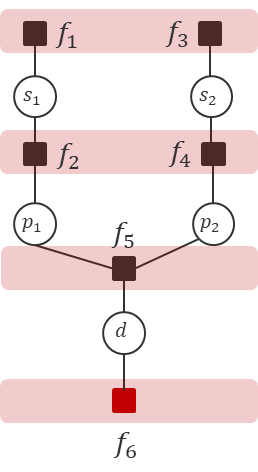 f₁ f₃
s₁ s₂
f₂ f₄
p₁ p₂
f₅
d
f₆